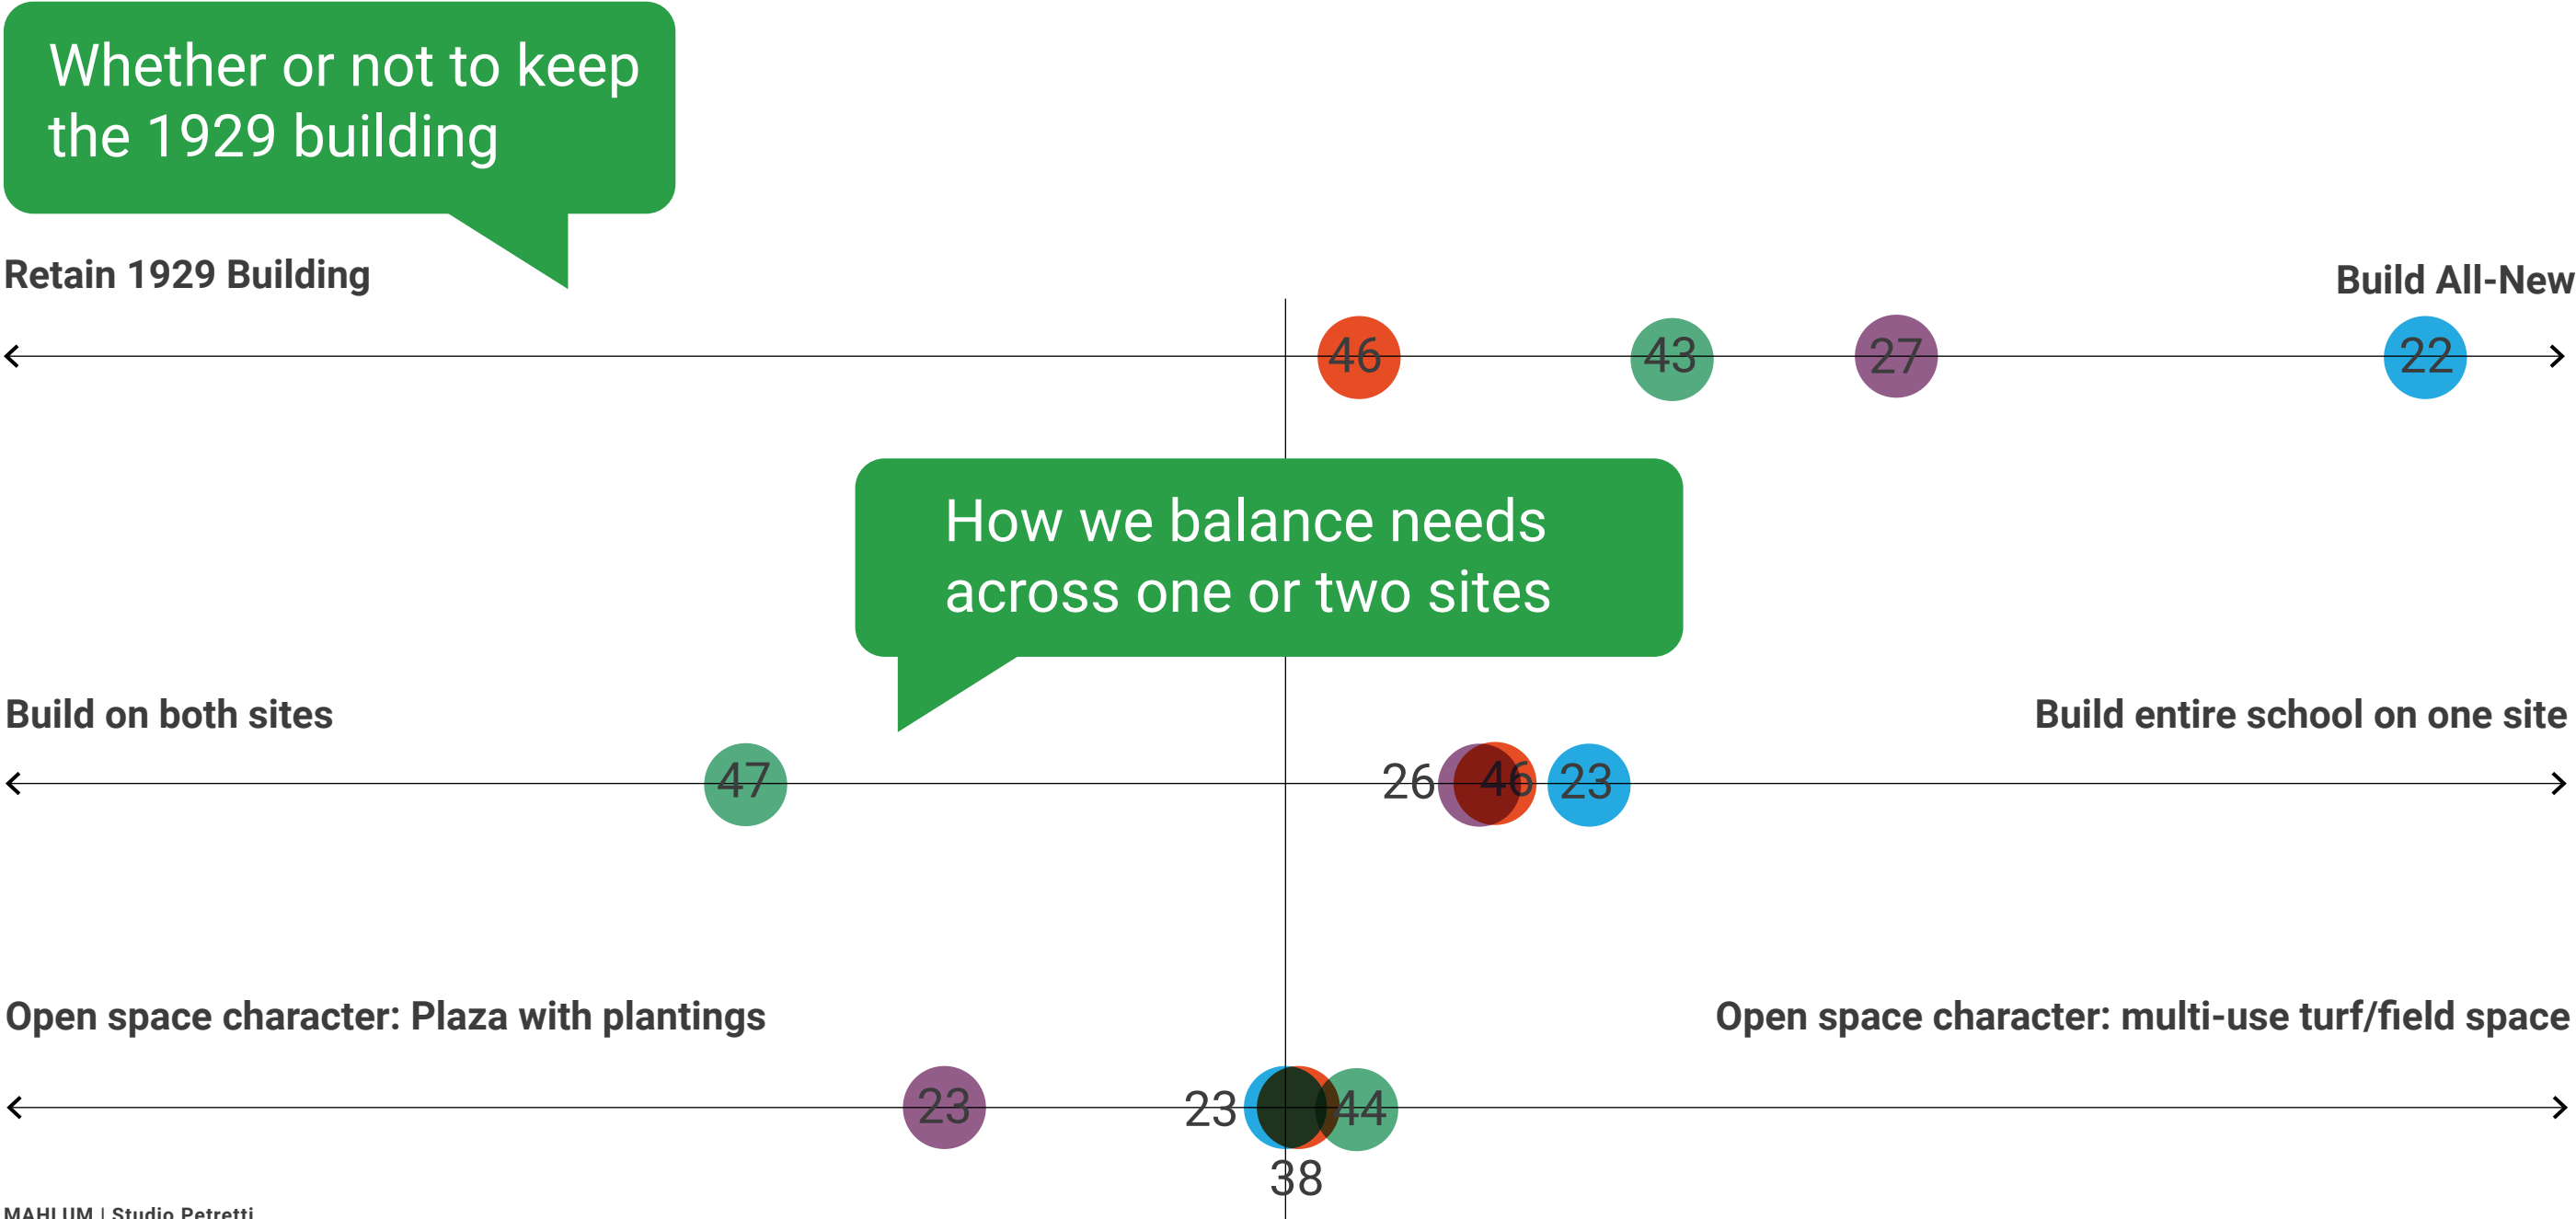 Whether or not to keep
the 1929 building
Retain 1929 Building
Build All-New
46
43
27
22
How we balance needs
across one or two sites
Build on both sites
Build entire school on one site
47
26
46
23
Open space character: Plaza with plantings
Open space character: multi-use turf/field space
23
23
44
38
MAHLUM | Studio Petretti